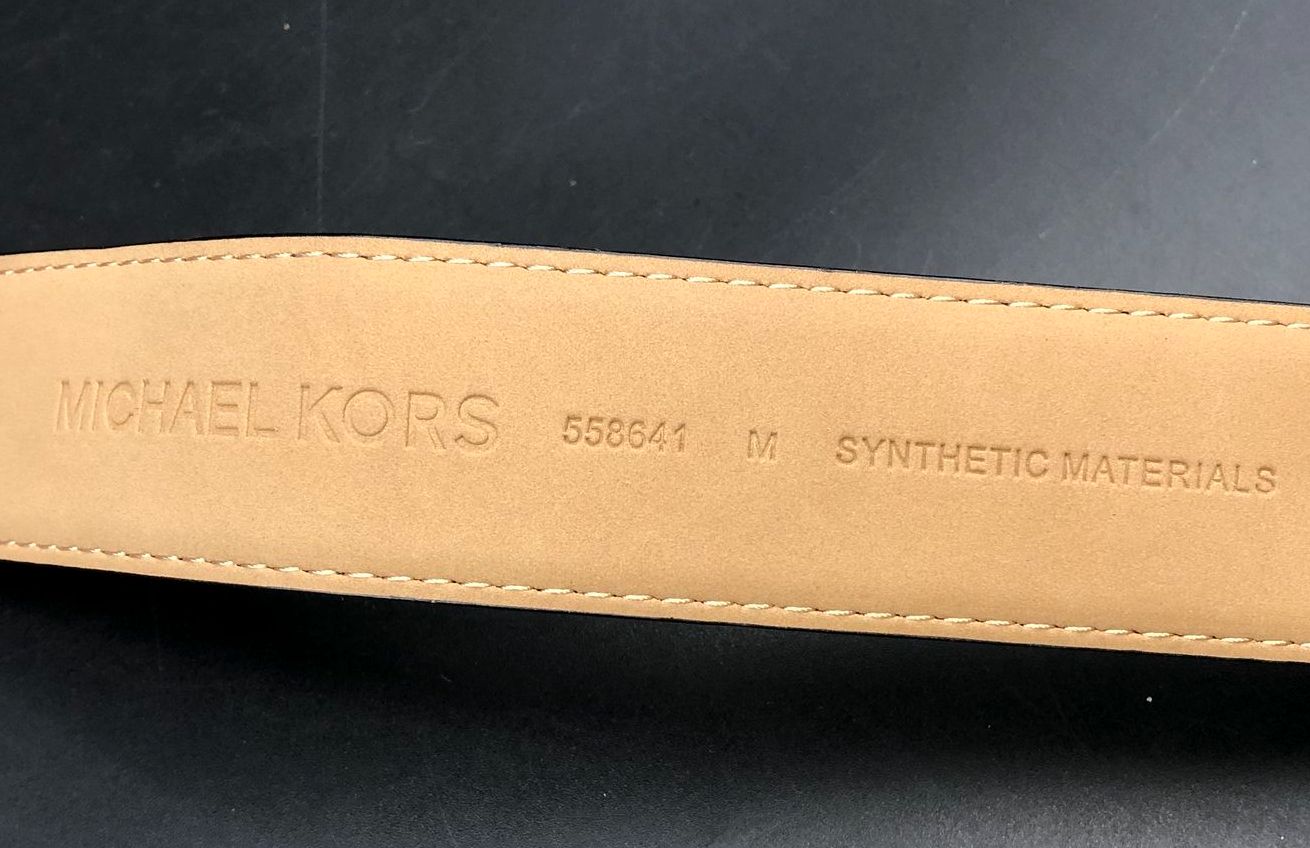 MICHAEL KORS 558641 M SYNTHETIC MATERIALS